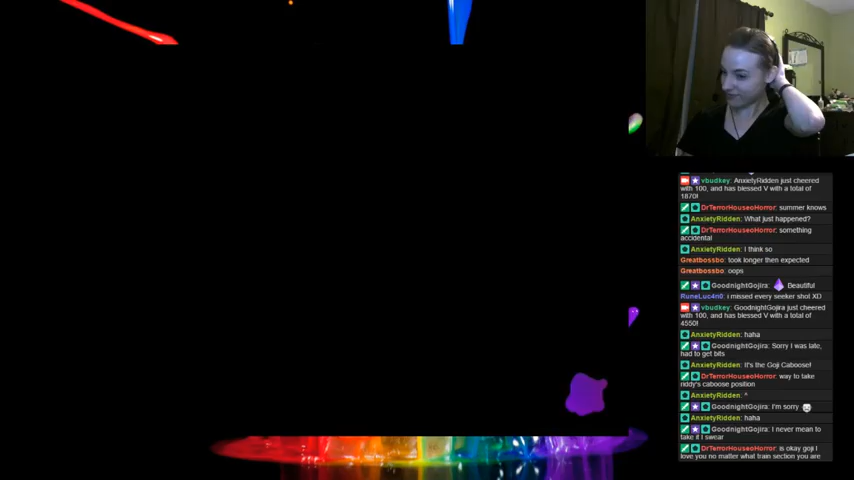 vbudkey: AnxietyRidden just cheered
with 100, and has blessed V with a total of
1870!
DrTerrorHouseoHorror: summer knows
AnxietyRidden: What just happened?
DrTerrorHouseoHorror: something
accidental
AnxietyRidden: I think so
Greatbossbo: took longer then expected
Greatbossbo: oops
GoodnightGojira: Beautiful
RuneLuc4ri0: i missed every seeker shot XD
vbudkey: GoodnightGojira just cheered
with 100, and has blessed V with a total of
4550!
AnxietyRidden: haha
GoodnightGojira: Sorry I was late,
had to get bits
AnxietyRidden: It's the Goji Caboose!
DrTerrorHouseoHorror: way to take
riddy's caboose position
AnxietyRidden: ^
GoodnightGojira: I'm sorry
AnxietyRidden: haha
GoodnightGojira: I never mean to
take it I swear
DrTerrorHouseoHorror: is okay goji I
love you no matter what train section you are